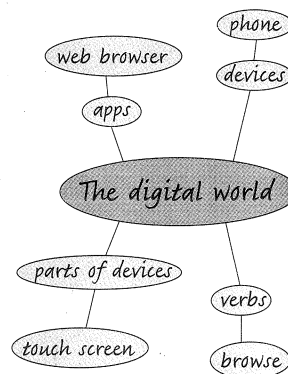 phone
web browser
devices
apps
The digital world
parts of devices
verbs
touch screen
browse